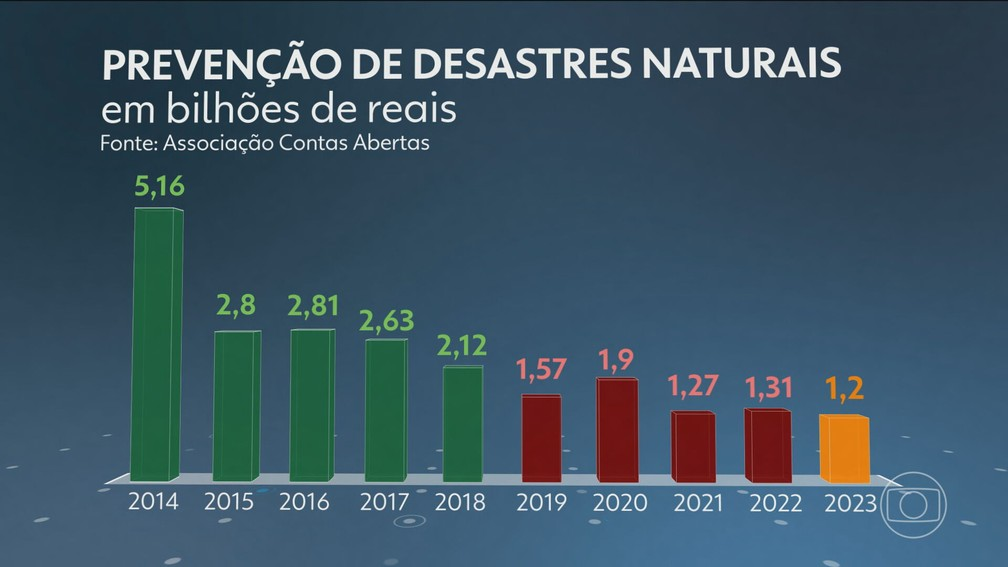 PREVENÇÃO DE DESASTRES NATURAIS
em bilhões de reais
Fonte: Associação Contas Abertas
5,16
2,8
2,81
2,63
2,12
1,57
1,9
1,27
1,31
1,2
2014 2015 2016 2017 2018 2019 2020 2021 2022 2023